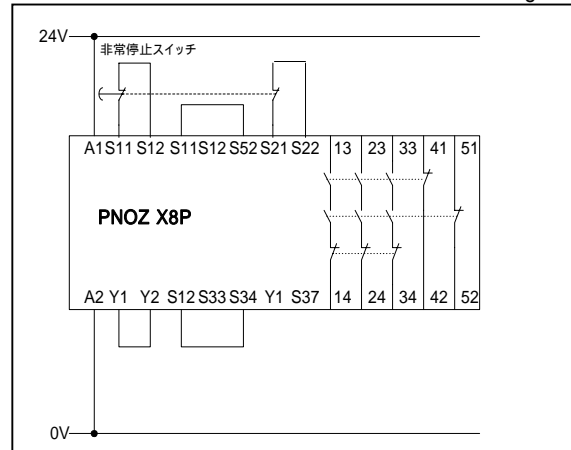 24V
非常停止スイッチ
A1 S11 S12 S11 S12 S52 S21 S22 13 23 33 41 51
PNOZ X8P
A2 Y1 Y2 S12 S33 S34 Y1 S37 14 24 34 42 52
0V